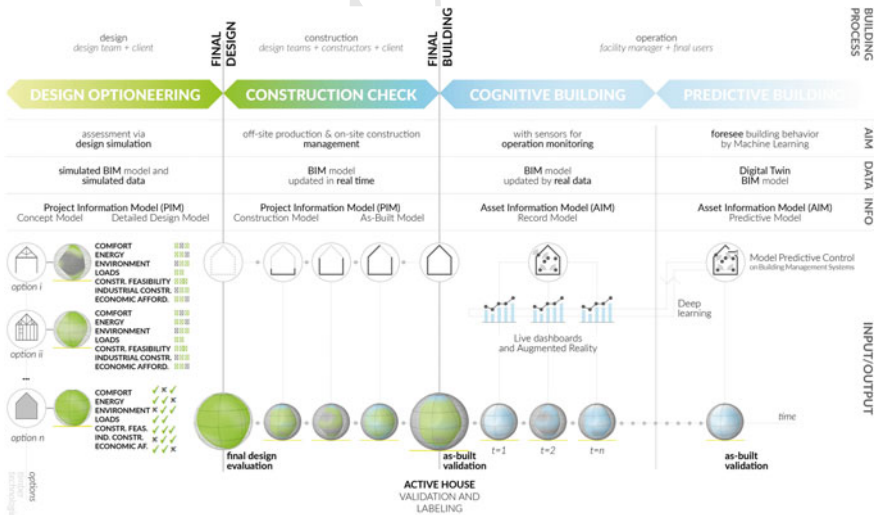 design
design team + client
FINAL
DESIGN
construction
design teams + constructors + client
FINAL
BUILDING
operation
facility manager + final users
BUILDING
PROCESS
DESIGN OPTIONEERING
CONSTRUCTION CHECK
COGNITIVE BUILDING
PREDICTIVE BUILDING
assessment via
design simulation
off-site production & on-site construction
management
with sensors for
operation monitoring
foresee building behavior
by Machine Learning
AIM
simulated BIM model and
simulated data
BIM model
updated in real time
BIM model
updated by real data
Digital Twin
BIM model
DATA
Project Information Model (PIM)
Concept Model
Detailed Design Model
Project Information Model (PIM)
Construction Model
As-Built Model
Asset Information Model (AIM)
Record Model
Asset Information Model (AIM)
Predictive Model
INFO
option i
COMFORT
ENERGY
ENVIRONMENT
LOADS
CONSTR. FEASIBILITY
INDUSTRIAL CONSTR.
ECONOMIC AFFORD.
Model Predictive Control
on Building Management Systems
Deep
learning
Live dashboards
and Augmented Reality
option ii
COMFORT
ENERGY
ENVIRONMENT
LOADS
CONSTR. FEASIBILITY
INDUSTRIAL CONSTR.
ECONOMIC AFFORD.
...
option n
COMFORT
ENERGY
ENVIRONMENT
LOADS
CONSTR. FEAS.
IND. CONSTR.
ECONOMIC AF.
INPUT/OUTPUT
time
final design
evaluation
as-built
validation
t=1
t=2
t=n
as-built
validation
ACTIVE HOUSE
VALIDATION AND
LABELING
options
timber
technology